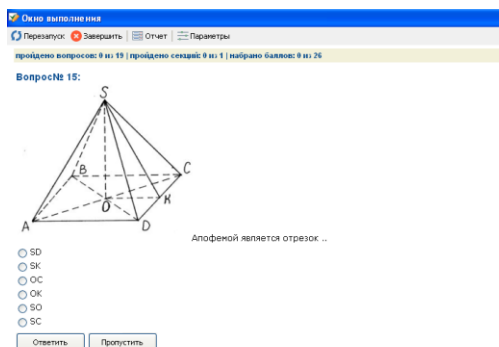 Окно выполнения
Перезапуск Завершить Отчет Параметры
пройдено вопросов: 0 из 19 | пройдено секций: 0 из 1 | набрано баллов: 0 из 26
Вопрос№ 15:
S
B
C
O
K
A
D
Апофемой является отрезок ..
SD
SK
OC
OK
SO
SC
Ответить Пропустить